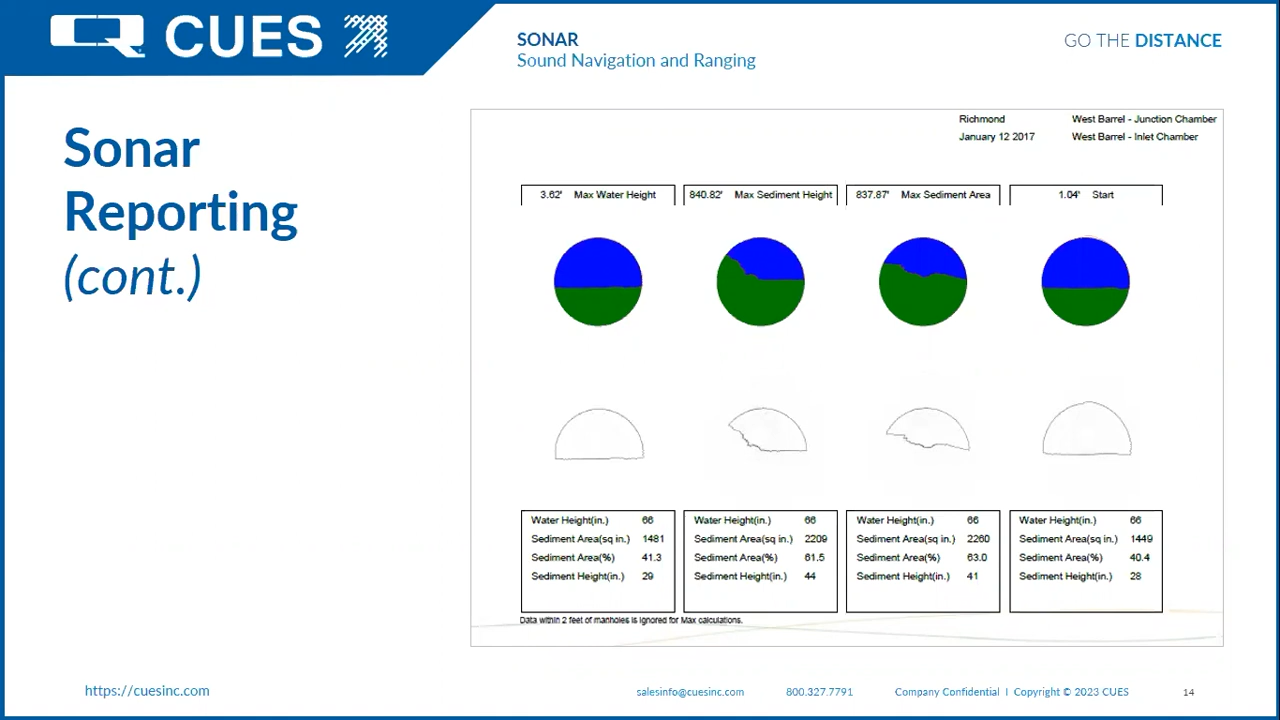 CUES
SONAR
Sound Navigation and Ranging
GO THE DISTANCE
Sonar
Reporting
(cont.)
Richmond West Barrel - Junction Chamber
January 12 2017 West Barrel - Inlet Chamber
3.62' Max Water Height
840.82' Max Sediment Height
837.87' Max Sediment Area
1.04' Start
Water Height(in.) 66
Sediment Area(sq in.) 1481
Sediment Area(%) 41.3
Sediment Height(in.) 29
Water Height(in.) 66
Sediment Area(sq in.) 2209
Sediment Area(%) 61.5
Sediment Height(in.) 44
Water Height(in.) 66
Sediment Area(sq in.) 2260
Sediment Area(%) 63.0
Sediment Height(in.) 41
Water Height(in.) 66
Sediment Area(sq in.) 1449
Sediment Area(%) 40.4
Sediment Height(in.) 28
Data within 2 feet of manholes is ignored for Max calculations.
https://cuesinc.com
salesinfo@cuesinc.com 800.327.7791 Company Confidential I Copyright © 2023 CUES 14